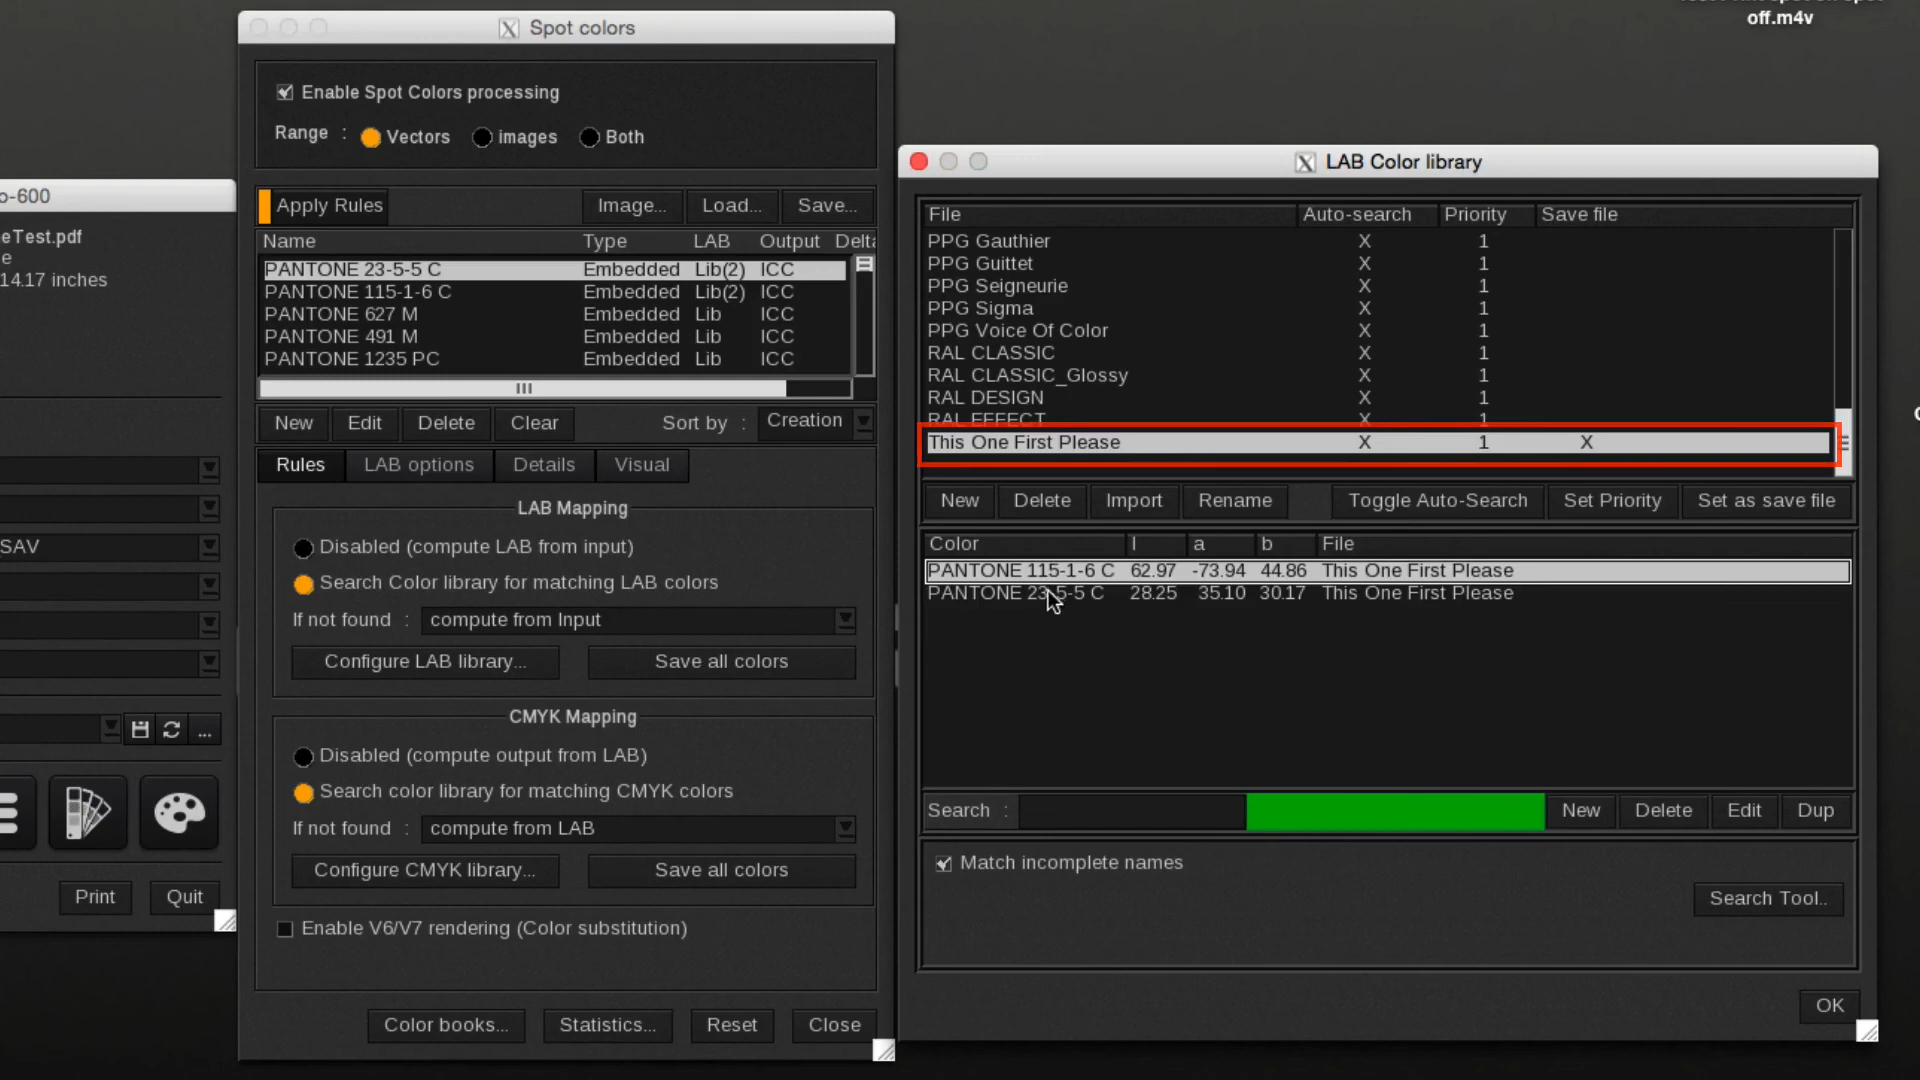 off.m4v
Spot colors
Enable Spot Colors processing
Range : Vectors images Both
Apply Rules Image... Load... Save...
Name Type LAB Output Delta
PANTONE 23-5-5 C Embedded Lib(2) ICC
PANTONE 115-1-6 C Embedded Lib(2) ICC
PANTONE 627 M Embedded Lib ICC
PANTONE 491 M Embedded Lib ICC
PANTONE 1235 PC Embedded Lib ICC
New Edit Delete Clear Sort by : Creation
Rules LAB options Details Visual
LAB Mapping
Disabled (compute LAB from input)
Search Color library for matching LAB colors
If not found : compute from Input
Configure LAB library... Save all colors
CMYK Mapping
Disabled (compute output from LAB)
Search color library for matching CMYK colors
If not found : compute from LAB
Configure CMYK library... Save all colors
Enable V6/V7 rendering (Color substitution)
Color books... Statistics... Reset Close
o-600
eTest.pdf
e
14.17 inches
SAV
...
Print Quit
LAB Color library
File Auto-search Priority Save file
PPG Gauthier X 1
PPG Guittet X 1
PPG Seigneurie X 1
PPG Sigma X 1
PPG Voice Of Color X 1
RAL CLASSIC X 1
RAL CLASSIC_Glossy X 1
RAL DESIGN X 1
RAL EFFECT X 1
This One First Please X 1 X
New Delete Import Rename Toggle Auto-Search Set Priority Set as save file
Color l a b File
PANTONE 115-1-6 C 62.97 -73.94 44.86 This One First Please
PANTONE 23-5-5 C 28.25 35.10 30.17 This One First Please
Search : New Delete Edit Dup
Match incomplete names
Search Tool..
OK